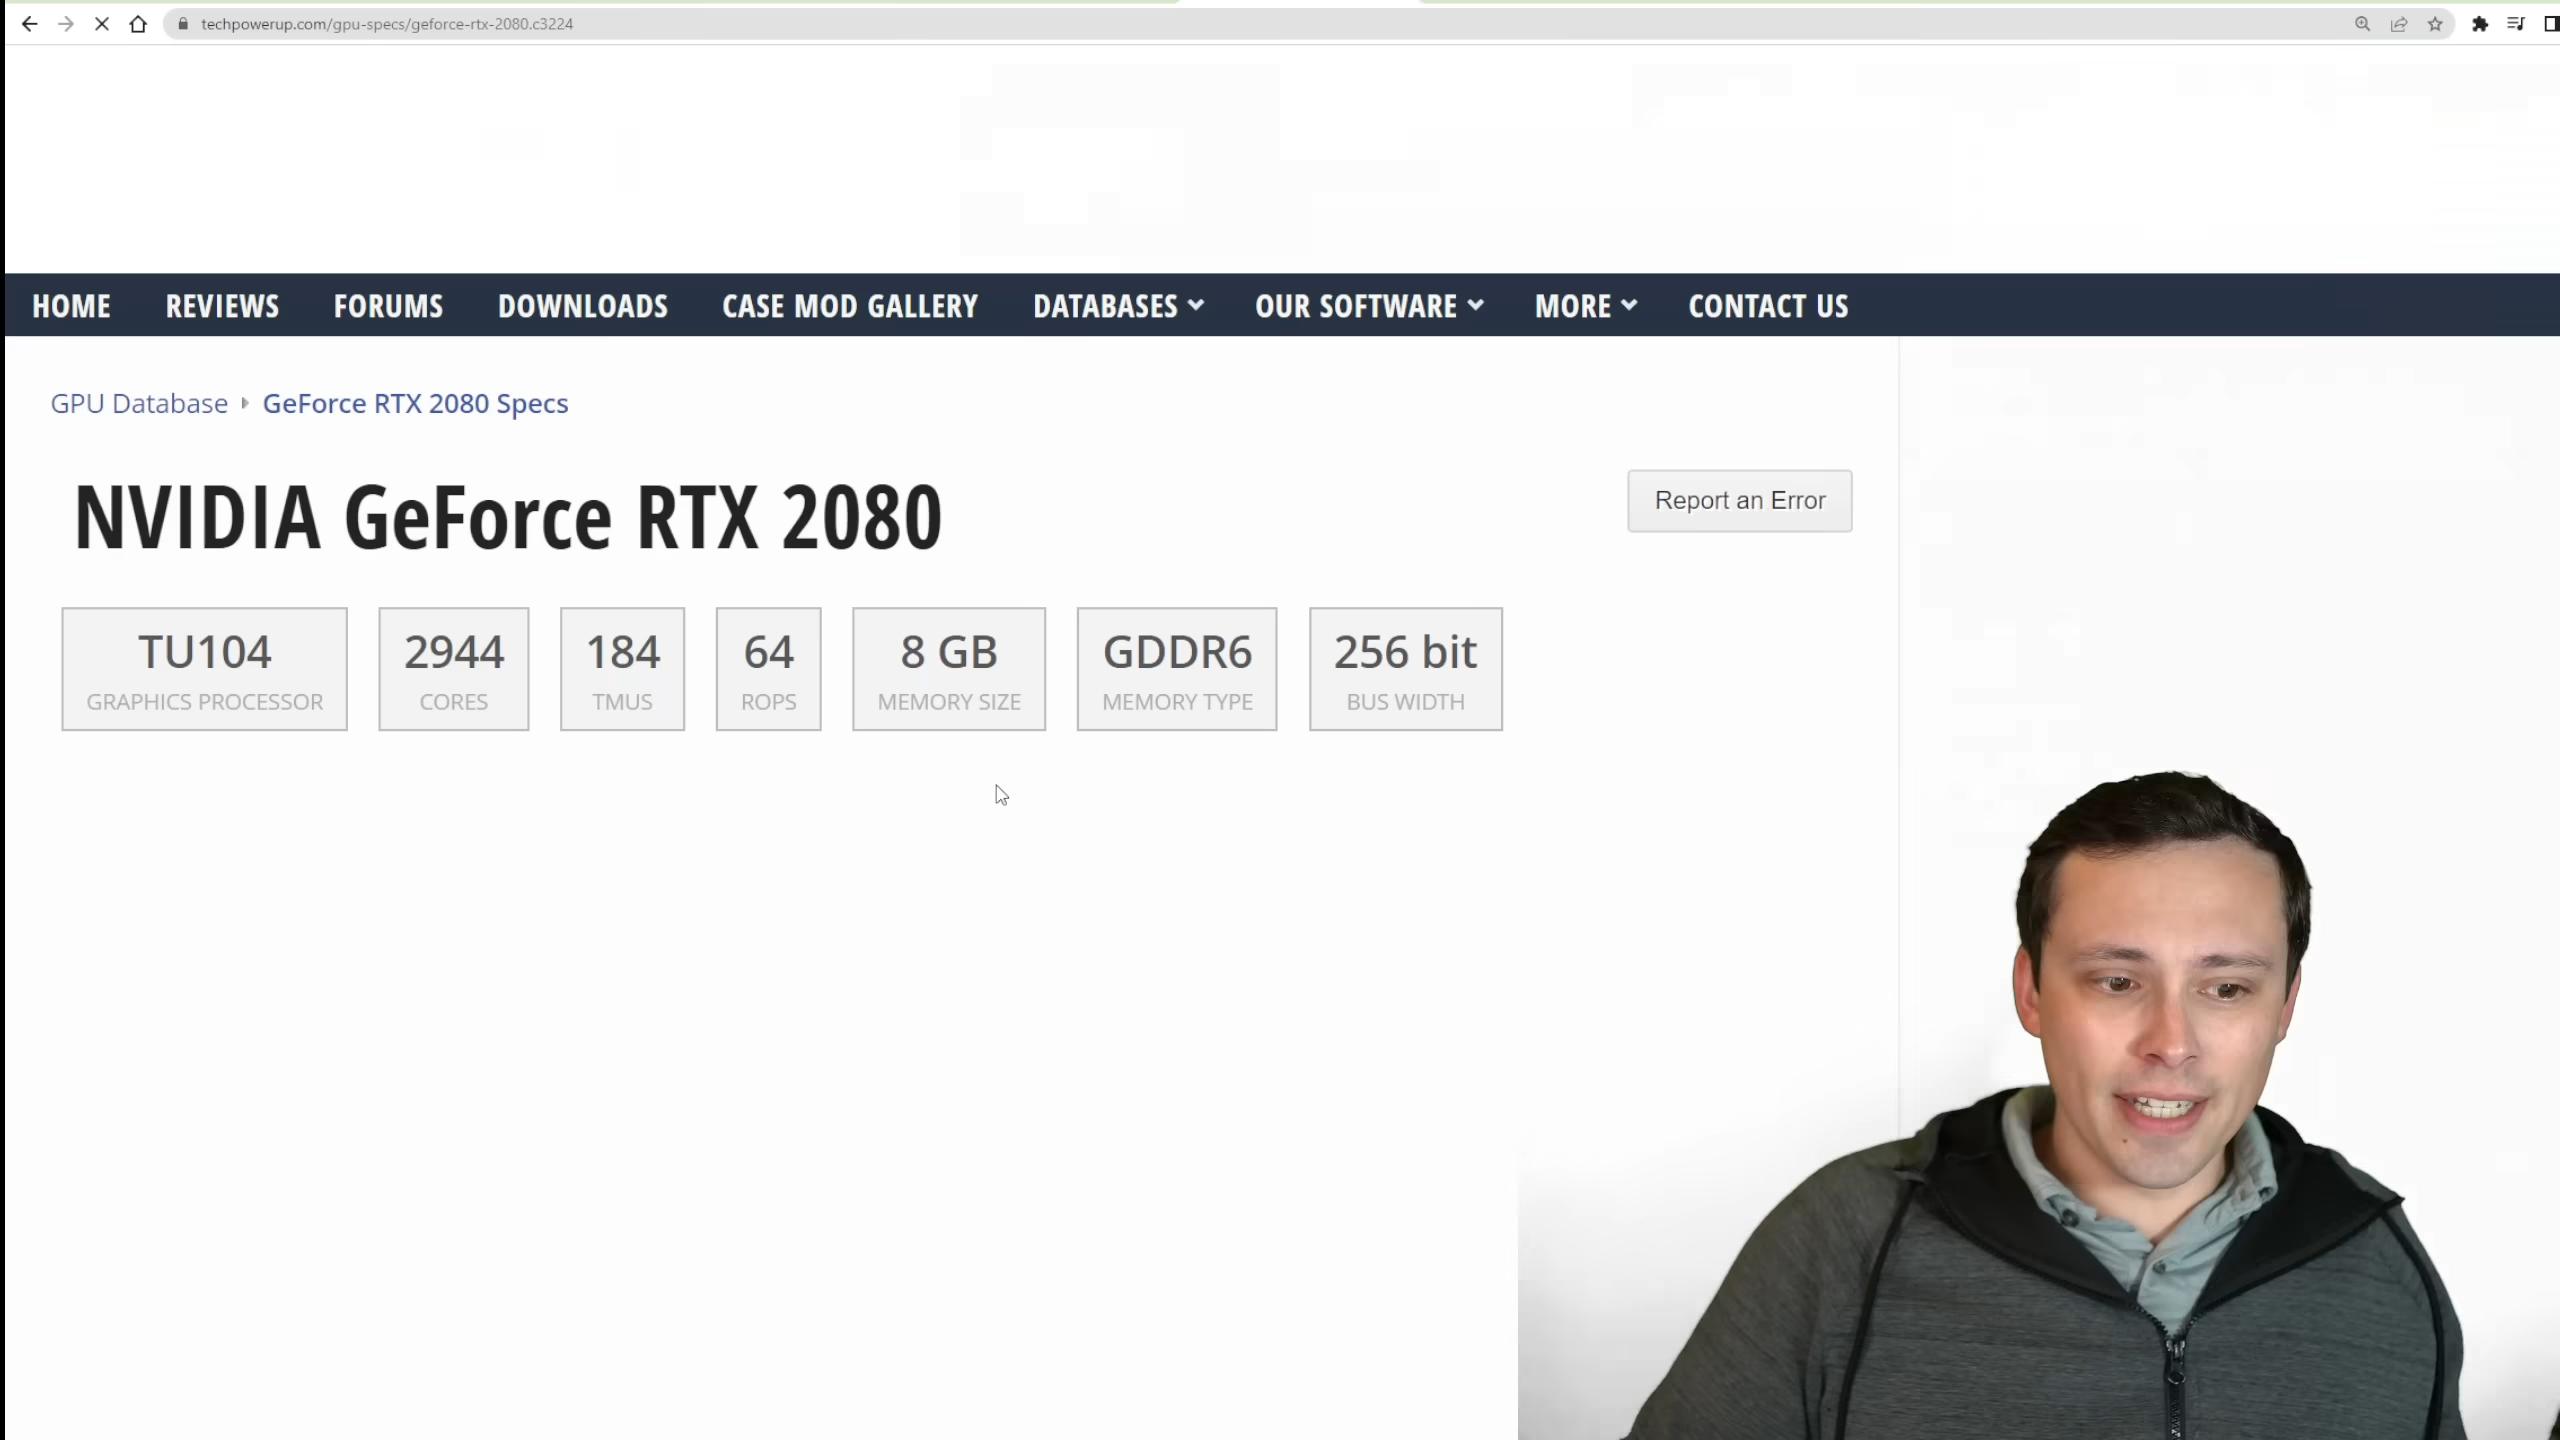 techpowerup.com/gpu-specs/geforce-rtx-2080.c3224
HOME REVIEWS FORUMS DOWNLOADS CASE MOD GALLERY DATABASES OUR SOFTWARE MORE CONTACT US
GPU Database GeForce RTX 2080 Specs
NVIDIA GeForce RTX 2080
Report an Error
TU104 2944 184 64 8 GB GDDR6 256 bit
GRAPHICS PROCESSOR CORES TMUS ROPS MEMORY SIZE MEMORY TYPE BUS WIDTH